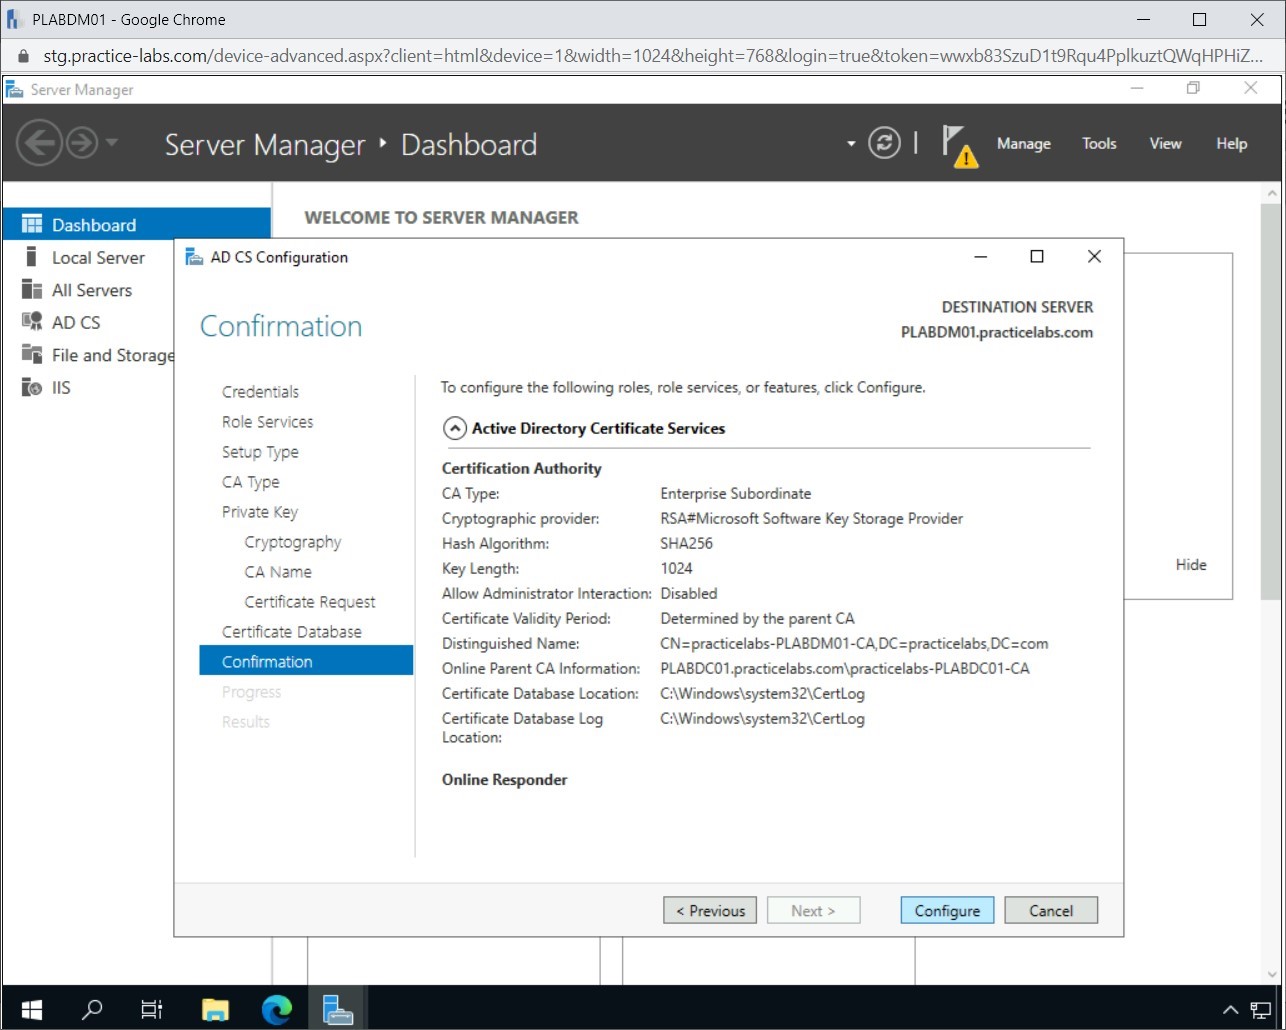 PLABDM01 - Google Chrome
stg.practice-labs.com/device-advanced.aspx?client=html&device=1&width=1024&height=768&login=true&token=wwxb83SzuD1t9Rqu4PplkuztQWqHPHiZ...
Server Manager
Server Manager ‣ Dashboard
Manage Tools View Help
Dashboard
Local Server
All Servers
AD CS
File and Storage
IIS
WELCOME TO SERVER MANAGER
Hide
AD CS Configuration
Confirmation
DESTINATION SERVER
PLABDM01.practicelabs.com
Credentials
Role Services
Setup Type
CA Type
Private Key
Cryptography
CA Name
Certificate Request
Certificate Database
Confirmation
Progress
Results
To configure the following roles, role services, or features, click Configure.
Active Directory Certificate Services
Certification Authority
CA Type: Enterprise Subordinate
Cryptographic provider: RSA#Microsoft Software Key Storage Provider
Hash Algorithm: SHA256
Key Length: 1024
Allow Administrator Interaction: Disabled
Certificate Validity Period: Determined by the parent CA
Distinguished Name: CN=practicelabs-PLABDM01-CA,DC=practicelabs,DC=com
Online Parent CA Information: PLABDC01.practicelabs.com\practicelabs-PLABDC01-CA
Certificate Database Location: C:\Windows\system32\CertLog
Certificate Database Log C:\Windows\system32\CertLog
Location:
Online Responder
< Previous Next > Configure Cancel